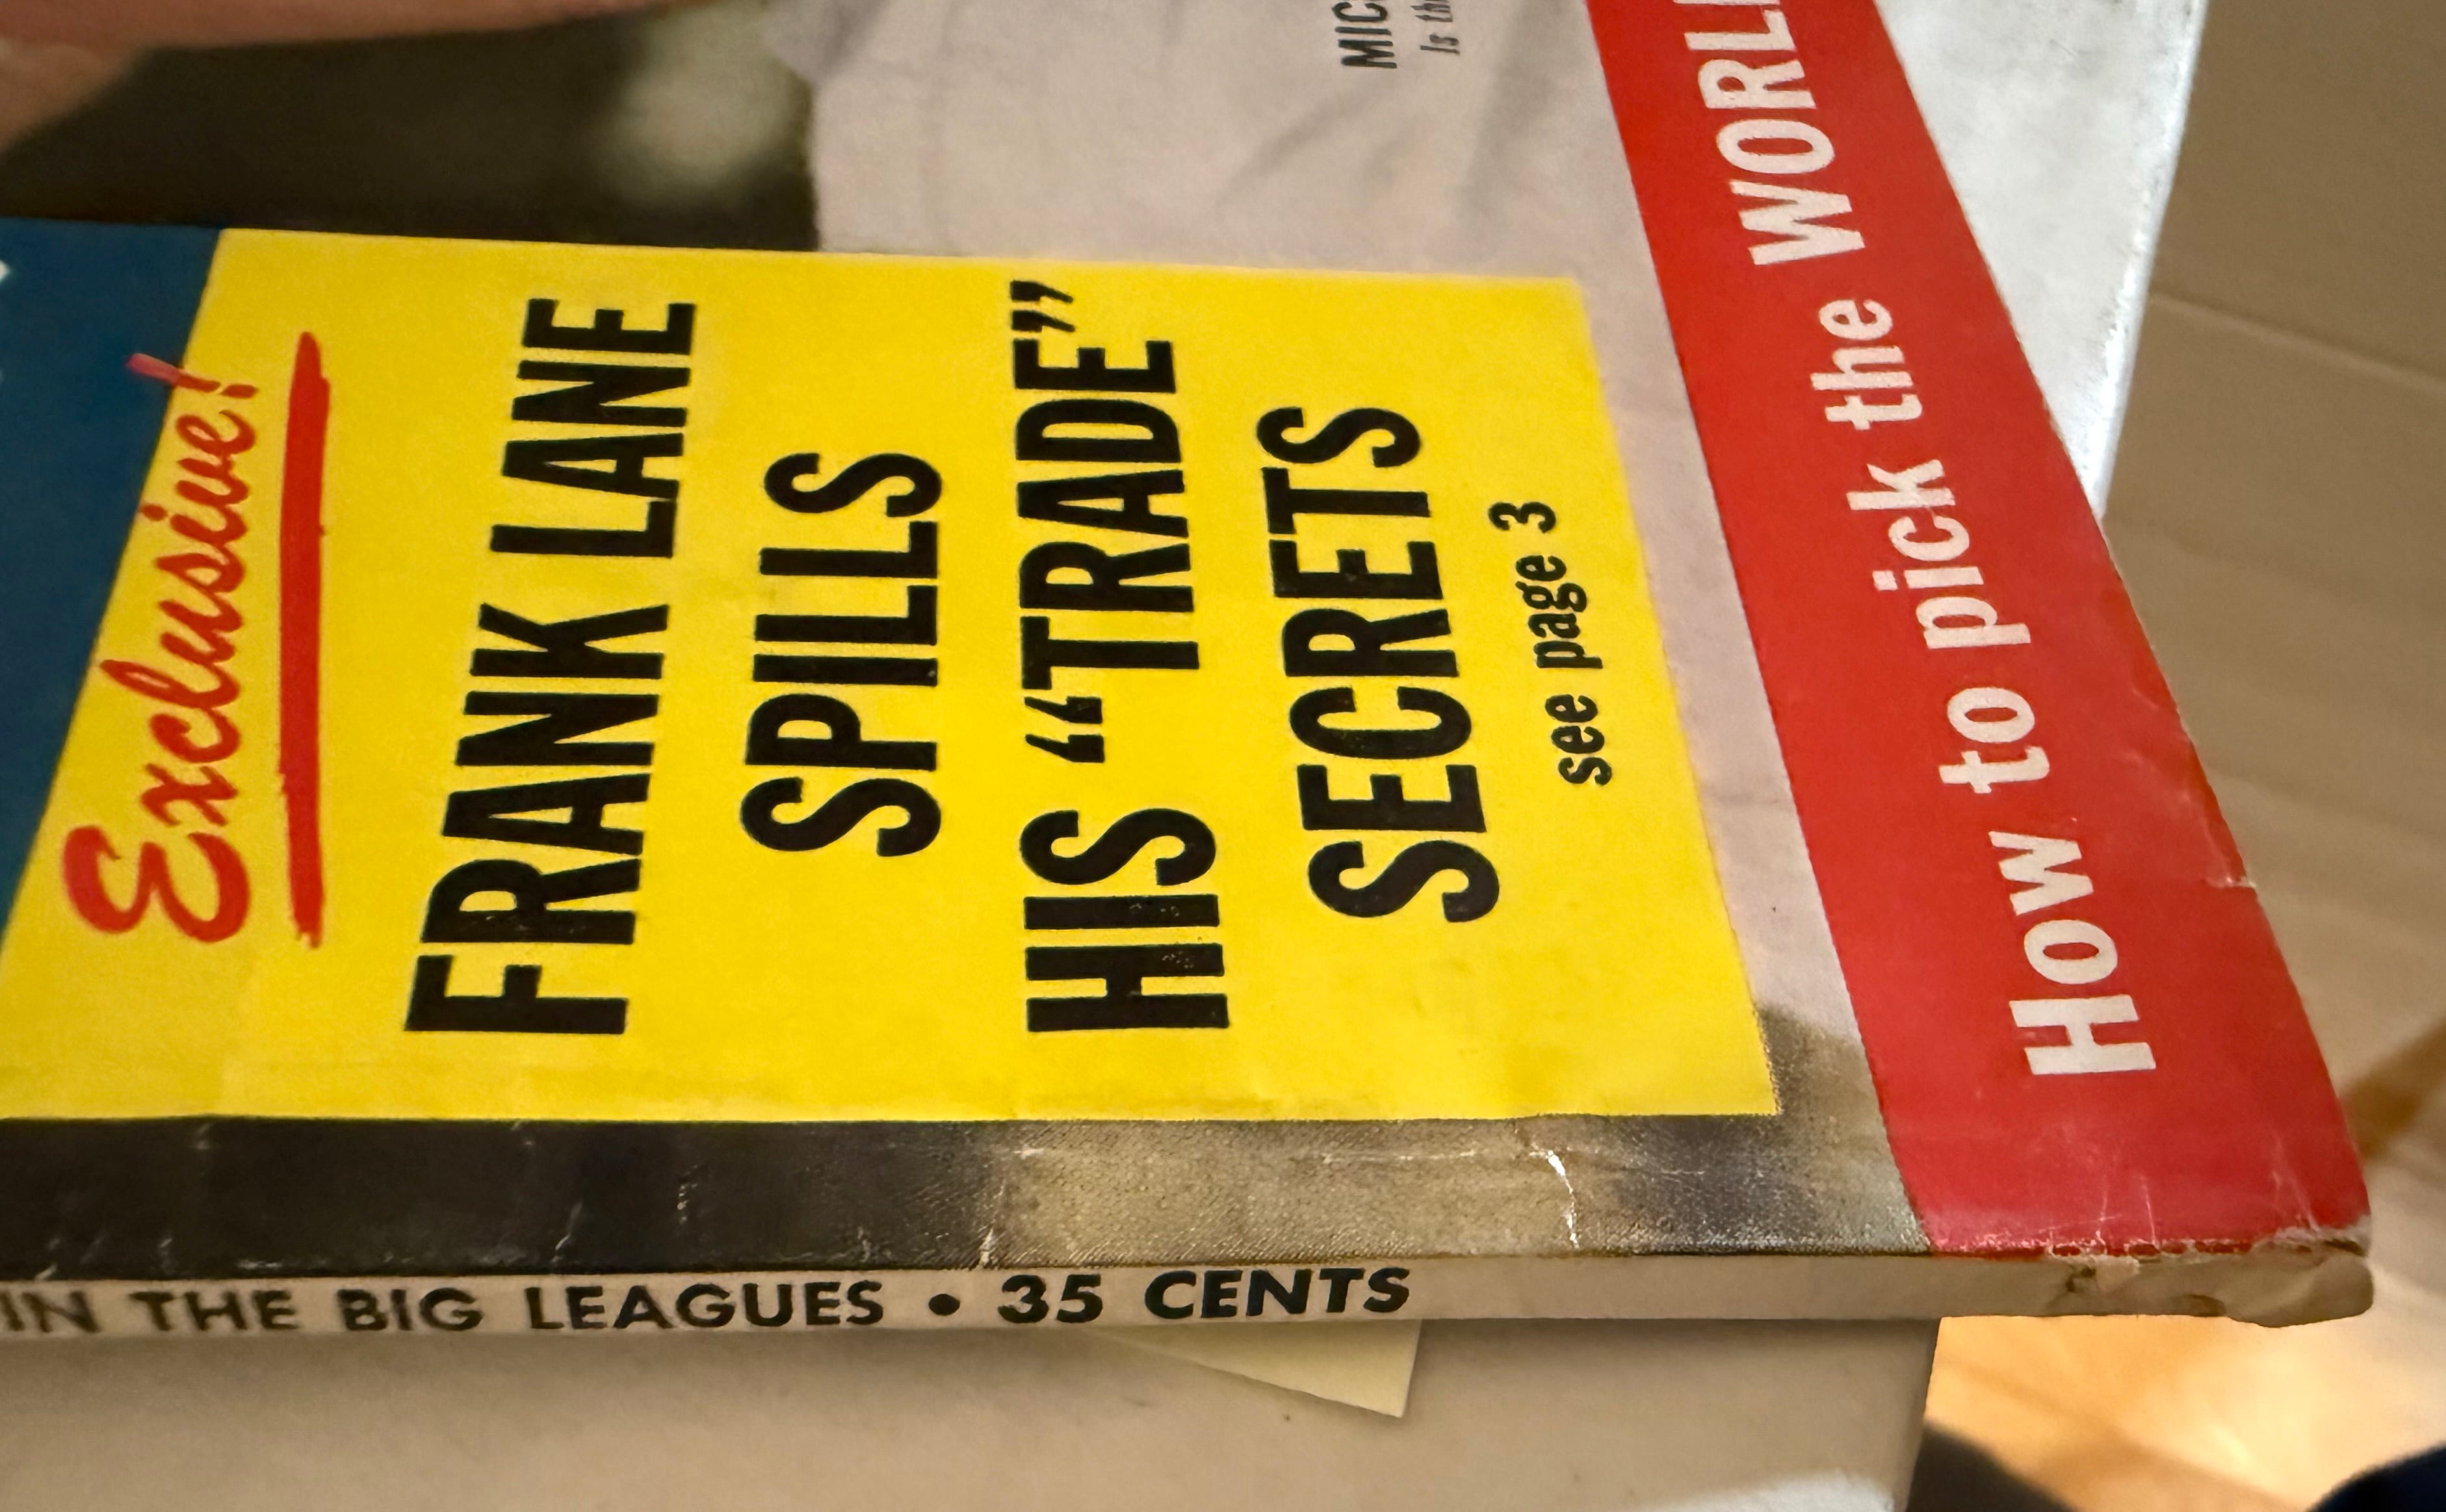 Exclusive!
FRANK LANE
SPILLS
HIS “TRADE”
SECRETS
see page 3
How to pick the
IN THE BIG LEAGUES • 35 CENTS